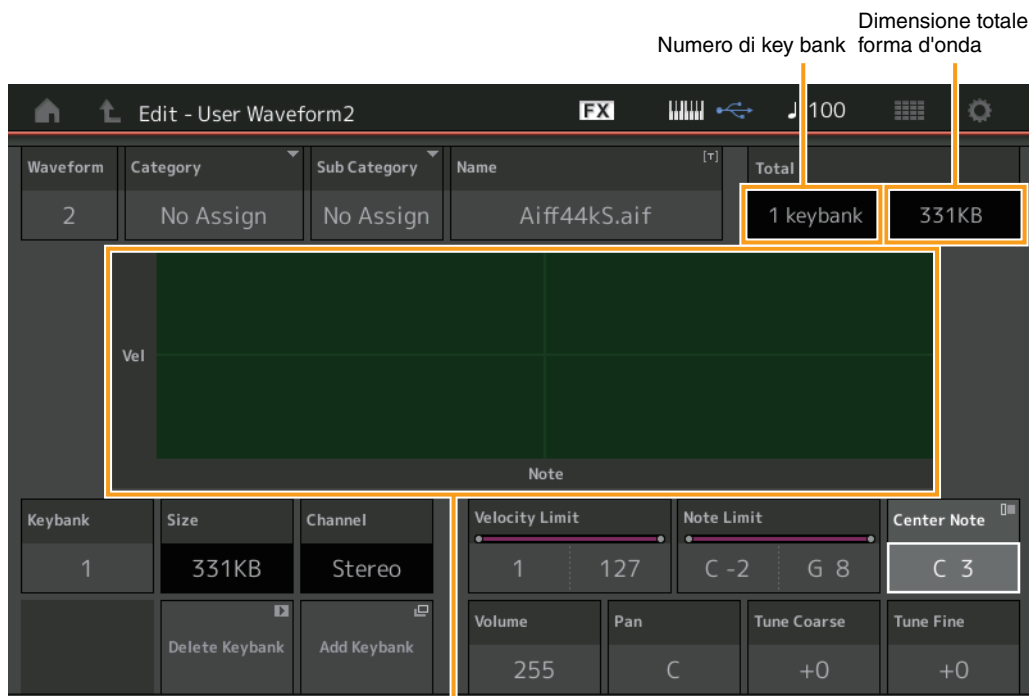 Dimensione totale
Numero di key bank forma d'onda
Edit - User Waveform2 FX ♩ 100
Waveform Category Sub Category Name [T] Total
2 No Assign No Assign Aiff44kS.aif 1 keybank 331KB
Vel
Note
Keybank Size Channel Velocity Limit Note Limit Center Note
1 331KB Stereo 1 127 C -2 G 8 C 3
Delete Keybank Add Keybank Volume Pan Tune Coarse Tune Fine
255 C +0 +0